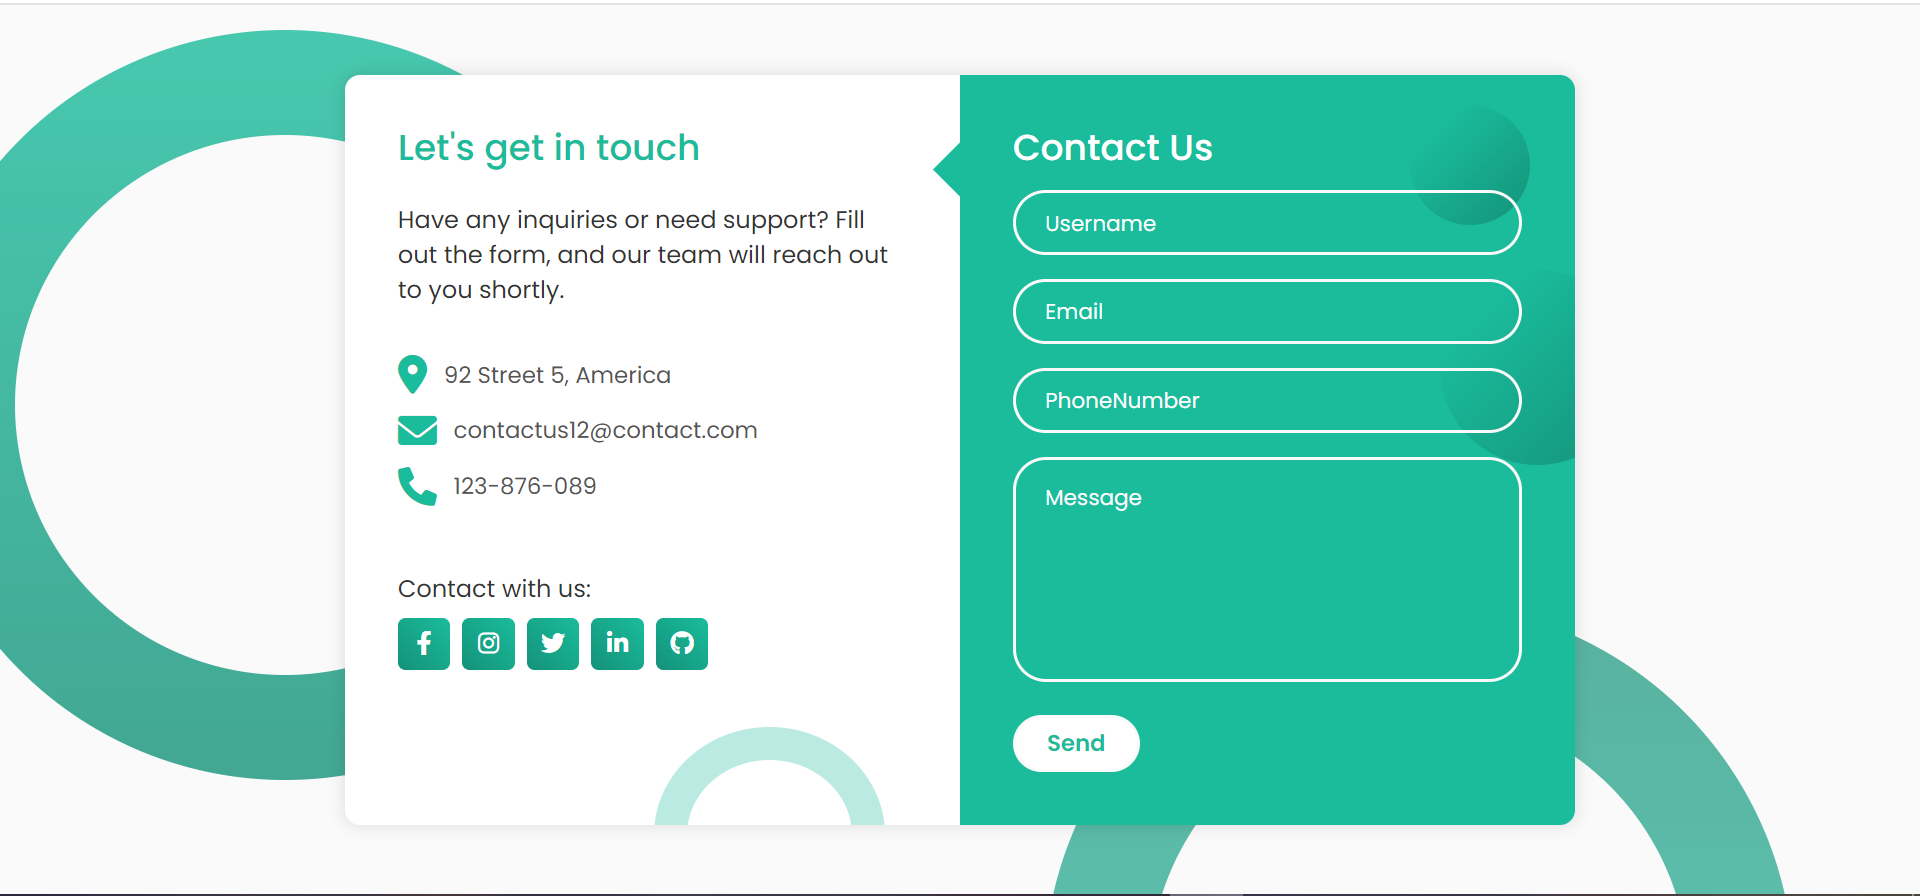 Let's get in touch
Have any inquiries or need support? Fill
out the form, and our team will reach out
to you shortly.
92 Street 5, America
contactus12@contact.com
123-876-089
Contact with us:
Contact Us
Username
Email
PhoneNumber
Message
Send